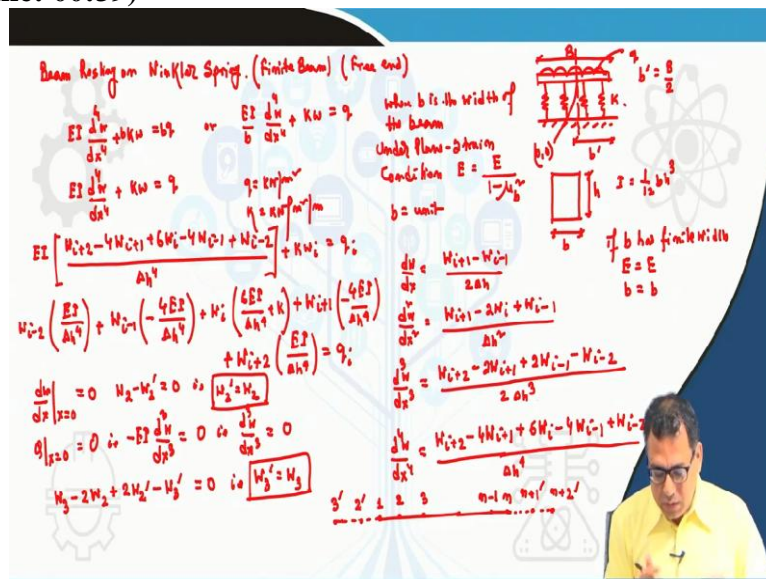 Beam Resting on Winkler Spring. (Finite Beam) (Free end)
EI d⁴w/dx⁴ + bKw = bq or EI/b d⁴w/dx⁴ + Kw = q
EI d⁴w/dx⁴ + Kw = q q = kN/m²
K = kN/m²/m
EI [(Wi+2 - 4Wi+1 + 6Wi - 4Wi-1 + Wi-2)/Δh⁴] + KWi = qi
Wi-2 (EI/Δh⁴) + Wi-1 (-4EI/Δh⁴) + Wi (6EI/Δh⁴ + K) + Wi+1 (-4EI/Δh⁴)
+ Wi+2 (EI/Δh⁴) = qi
dw/dx|x=0 = 0 W2 - W2' = 0 is W2' = W2
Q|x=0 = 0 is -EI d³w/dx³ = 0 is d³w/dx³ = 0
W3 - 2W2 + 2W2' - W3' = 0 is W3' = W3
when b is the width of
the beam
Under Plane-strain
Condition E = E/(1-μb²)
b = unit
dw/dx = (Wi+1 - Wi-1)/2Δh
d²w/dx² = (Wi+1 - 2Wi + Wi-1)/Δh²
d³w/dx³ = (Wi+2 - 2Wi+1 + 2Wi-1 - Wi-2)/2Δh³
d⁴w/dx⁴ = (Wi+2 - 4Wi+1 + 6Wi - 4Wi-1 + Wi-2)/Δh⁴
3' 2' 1 2 3 n-1 n n+1' n+2'
B
q
b' = B/2
K
(0,0)
b'
h
I = 1/12 bh³
b
if b has finite width
E = E
b = b